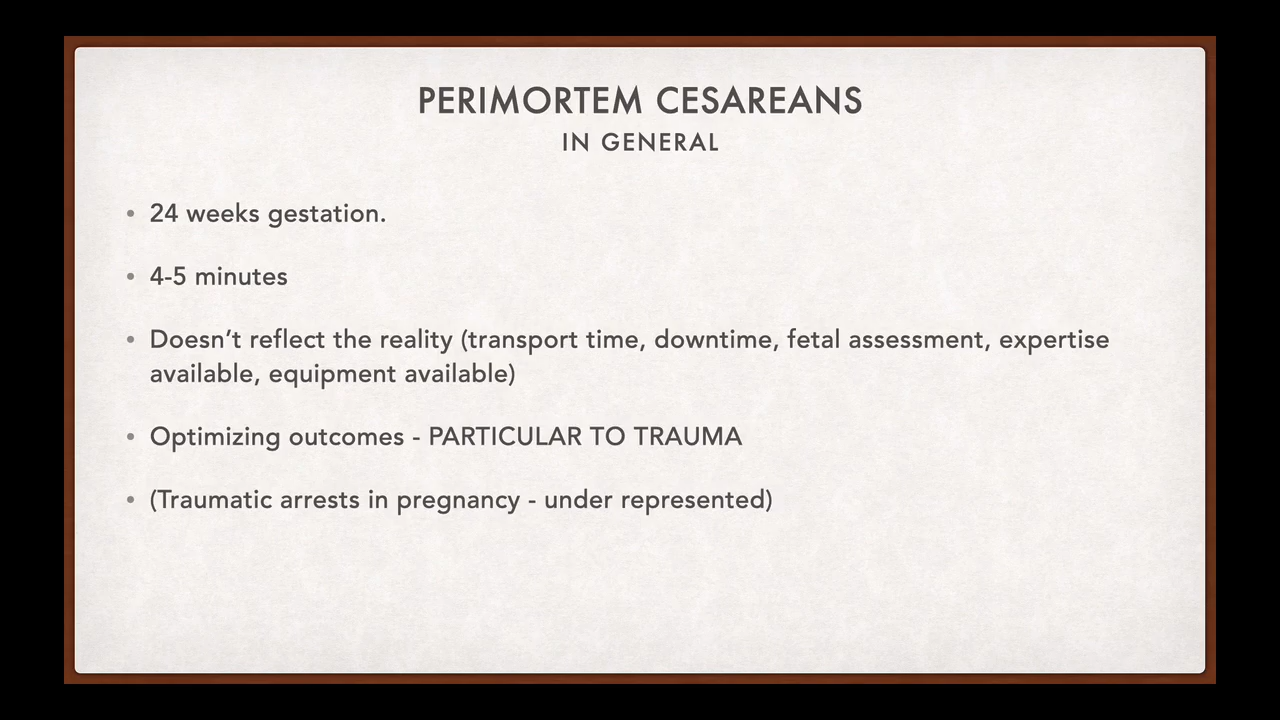 PERIMORTEM CESAREANS
IN GENERAL
• 24 weeks gestation.
• 4-5 minutes
• Doesn’t reflect the reality (transport time, downtime, fetal assessment, expertise
available, equipment available)
• Optimizing outcomes - PARTICULAR TO TRAUMA
• (Traumatic arrests in pregnancy - under represented)